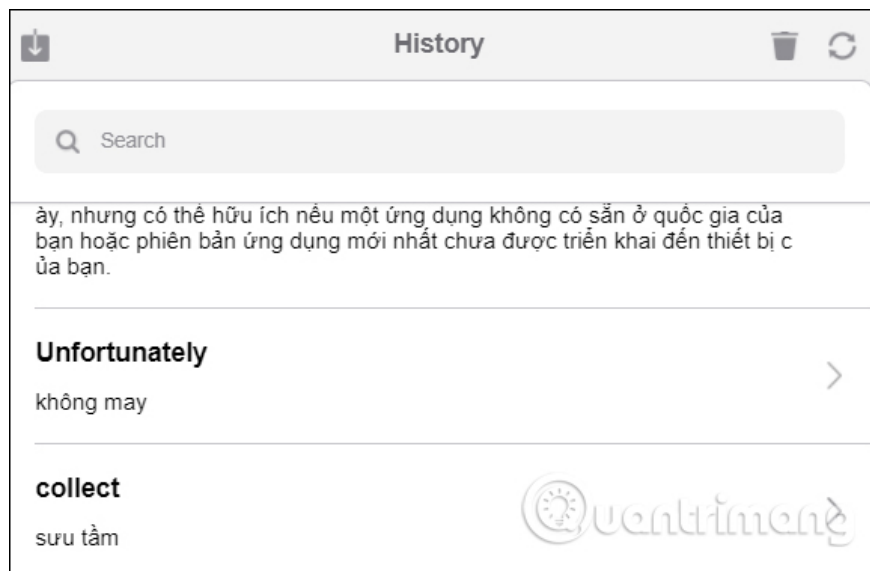 History
Search
ày, nhưng có thể hữu ích nếu một ứng dụng không có sẵn ở quốc gia của
bạn hoặc phiên bản ứng dụng mới nhất chưa được triển khai đến thiết bị c
ủa bạn.
Unfortunately
không may
collect
sưu tầm
Quantrimang